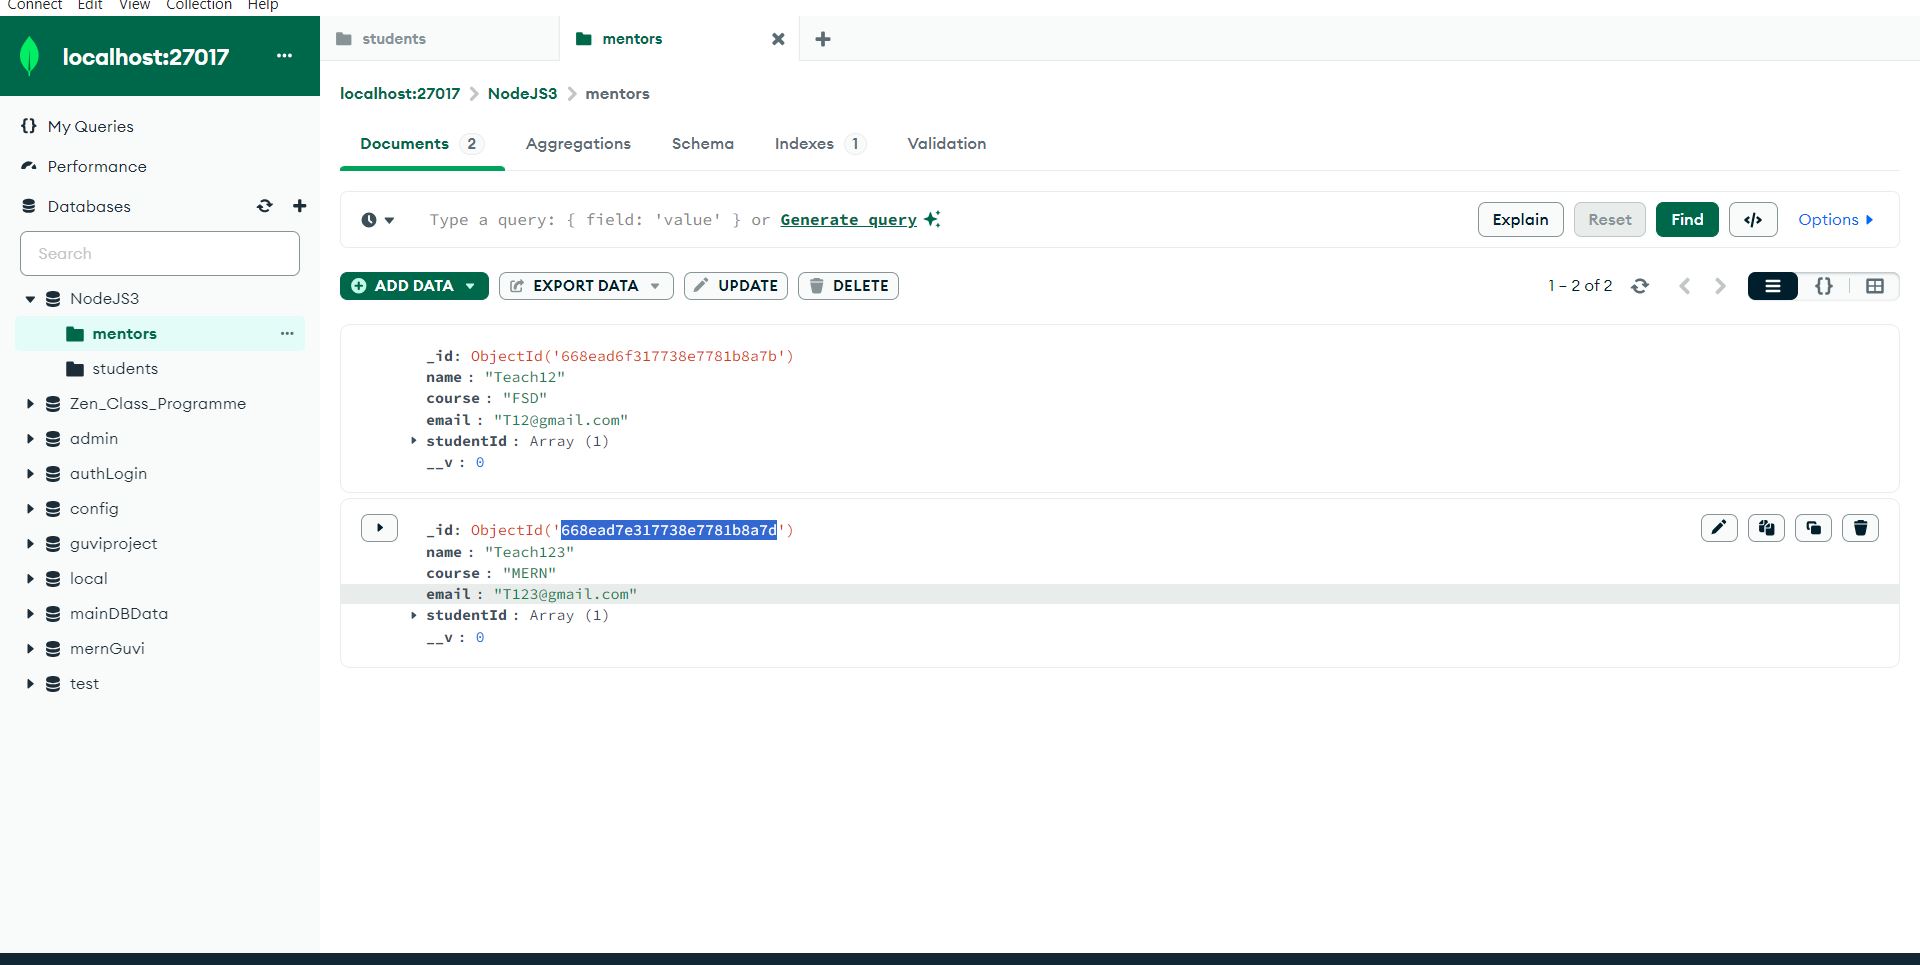 Connect Edit View Collection Help
localhost:27017 ...
students
mentors
localhost:27017 > NodeJS3 > mentors
My Queries
Performance
Databases
Search
NodeJS3
mentors
students
Zen_Class_Programme
admin
authLogin
config
guviproject
local
mainDBData
mernGuvi
test
Documents 2 Aggregations Schema Indexes 1 Validation
Type a query: { field: 'value' } or Generate query
Explain Reset Find </> Options
ADD DATA EXPORT DATA UPDATE DELETE
1 – 2 of 2 {}
_id: ObjectId('668ead6f317738e7781b8a7b')
name : "Teach12"
course : "FSD"
email : "T12@gmail.com"
studentId : Array (1)
__v : 0
_id: ObjectId('668ead7e317738e7781b8a7d')
name : "Teach123"
course : "MERN"
email : "T123@gmail.com"
studentId : Array (1)
__v : 0